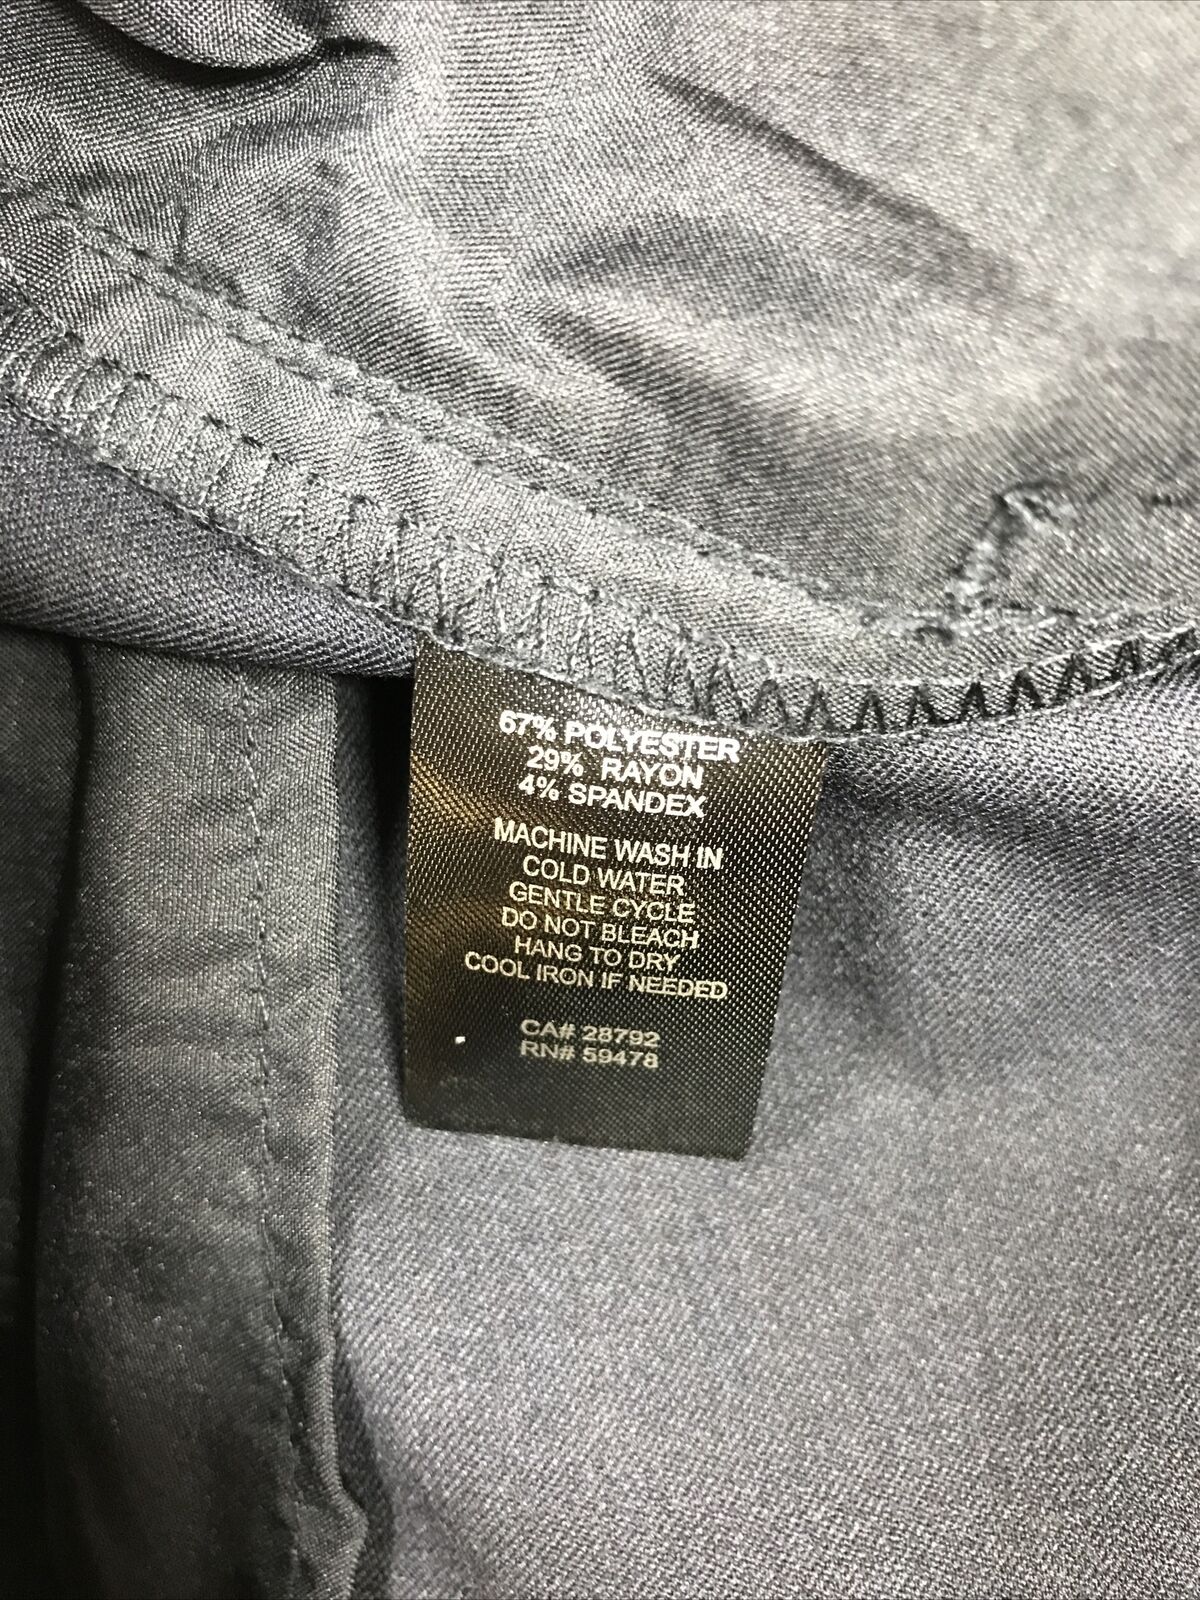 67% POLYESTER
29% RAYON
4% SPANDEX
MACHINE WASH IN
COLD WATER
GENTLE CYCLE
DO NOT BLEACH
HANG TO DRY
COOL IRON IF NEEDED
CA# 28792
RN# 59478